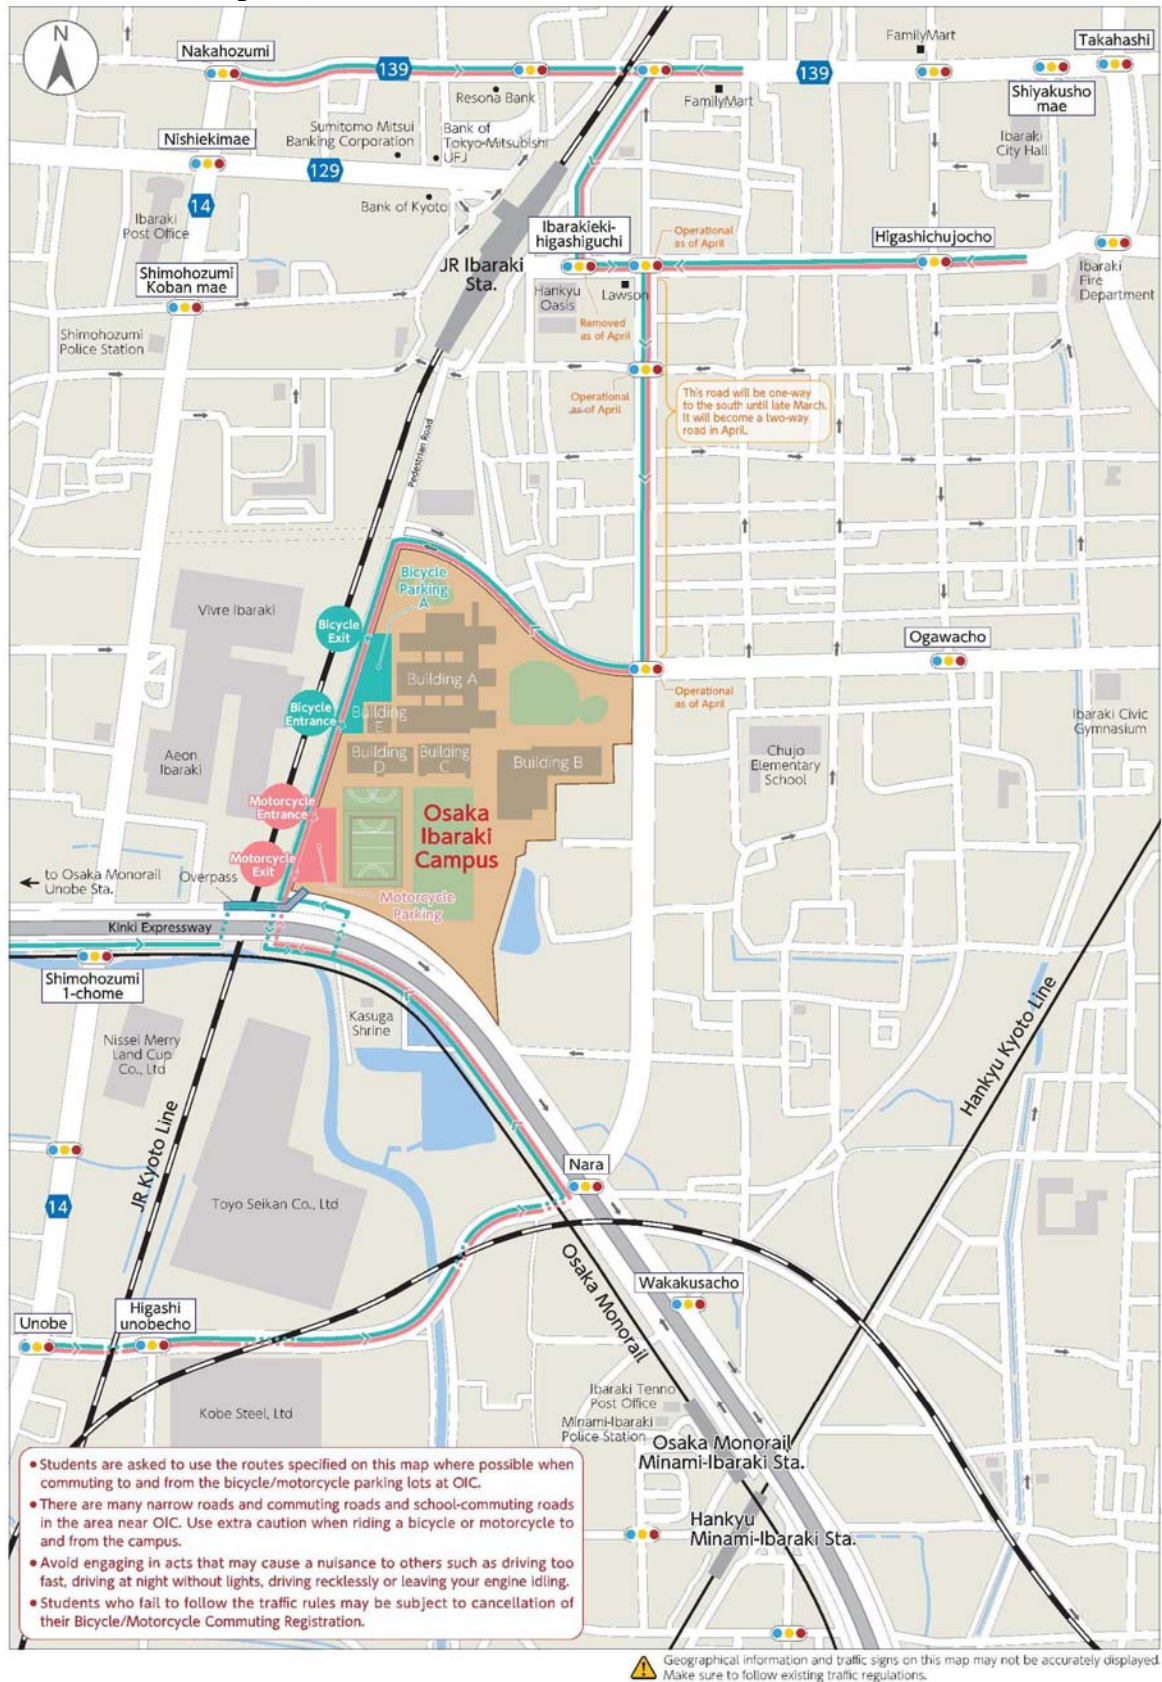 N
Nakahozumi
139
139
FamilyMart
Takahashi
Resona Bank
FamilyMart
Shiyakusho
mae
Sumitomo Mitsui
Banking Corporation
Bank of
Tokyo-Mitsubishi
UFJ
Nishiekimae
129
Ibaraki
City Hall
14
Bank of Kyoto
Ibaraki
Post Office
Ibarakieki-
higashiguchi
Operational
as of April
Higashichujocho
JR Ibaraki
Sta.
Shimohozumi
Koban mae
Hankyu
Oasis
Lawson
Ibaraki
Fire
Department
Removed
as of April
Shimohozumi
Police Station
Operational
as of April
This road will be one-way
to the south until late March.
It will become a two-way
road in April.
Pedestrian Road
Bicycle
Parking
A
Vivre Ibaraki
Bicycle
Exit
Ogawacho
Building A
Operational
as of April
Bicycle
Entrance
Building
E
Ibaraki Civic
Gymnasium
Aeon
Ibaraki
Building
D
Building
C
Building B
Chujo
Elementary
School
Motorcycle
Entrance
Osaka
Ibaraki
Campus
Motorcycle
Exit
to Osaka Monorail
Unobe Sta.
Overpass
Motorcycle
Parking
Kinki Expressway
Shimohozumi
1-chome
Kasuga
Shrine
Nissei Merry
Land Cup
Co., Ltd
Hankyu Kyoto Line
JR Kyoto Line
Nara
14
Toyo Seikan Co., Ltd
Osaka Monorail
Wakakusacho
Unobe
Higashi
unobecho
Ibaraki Tenno
Post Office
Kobe Steel, Ltd
Minami-Ibaraki
Police Station
Osaka Monorail
Minami-Ibaraki Sta.
Hankyu
Minami-Ibaraki Sta.
• Students are asked to use the routes specified on this map where possible when
commuting to and from the bicycle/motorcycle parking lots at OIC.
• There are many narrow roads and commuting roads and school-commuting roads
in the area near OIC. Use extra caution when riding a bicycle or motorcycle to
and from the campus.
• Avoid engaging in acts that may cause a nuisance to others such as driving too
fast, driving at night without lights, driving recklessly or leaving your engine idling.
• Students who fail to follow the traffic rules may be subject to cancellation of
their Bicycle/Motorcycle Commuting Registration.
Geographical information and traffic signs on this map may not be accurately displayed.
Make sure to follow existing traffic regulations.